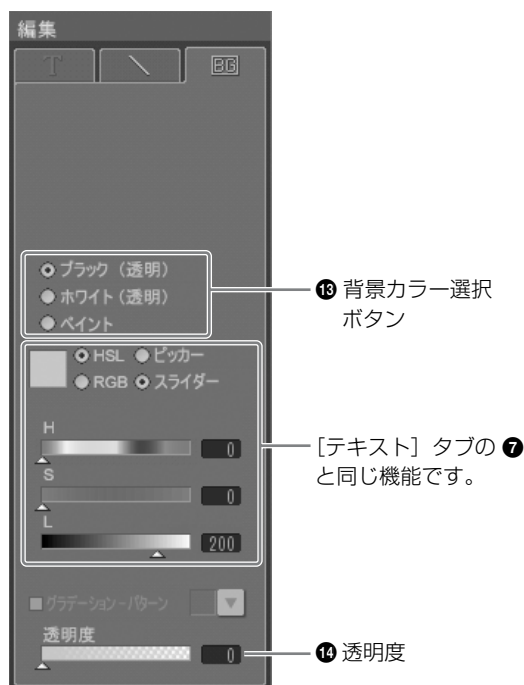 編集
T
BG
ブラック（透明）
ホワイト（透明）
ペイント
⓭ 背景カラー選択
ボタン
HSL ピッカー
RGB スライダー
H
0
S
0
L
200
［テキスト］タブの ❼
と同じ機能です。
グラデーション-パターン
透明度
0
⓮ 透明度